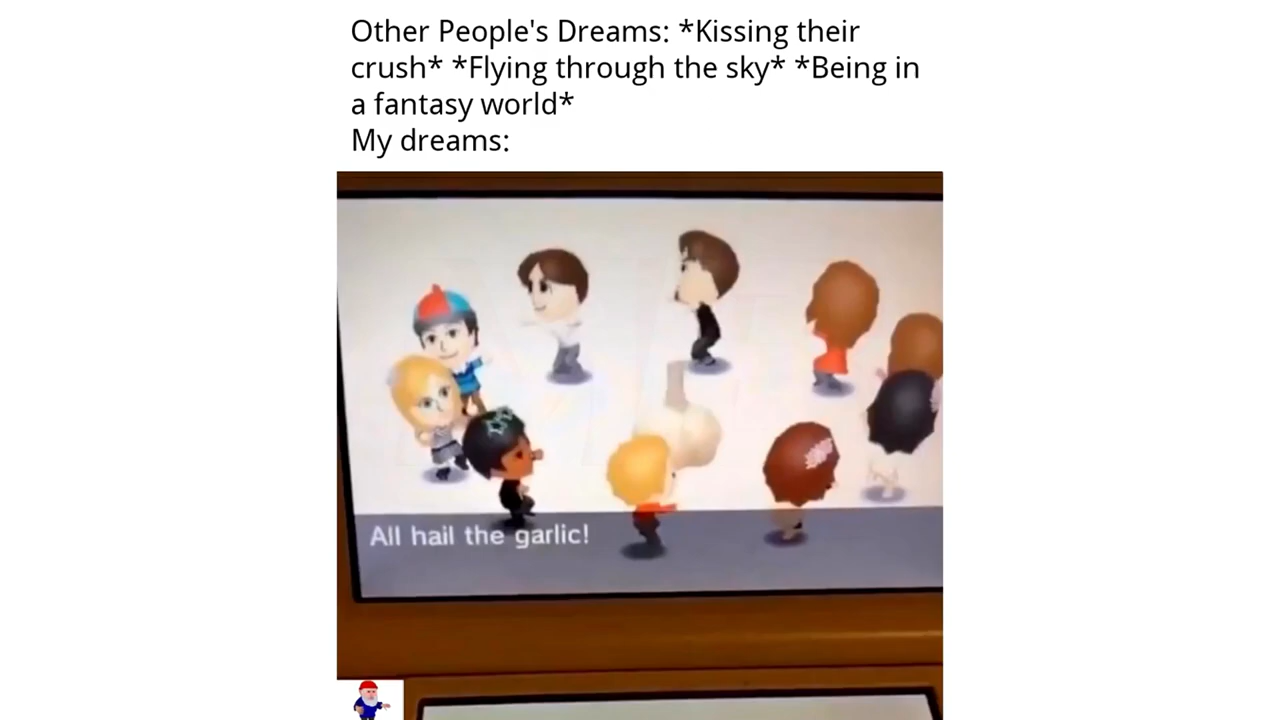 Other People's Dreams: *Kissing their
crush* *Flying through the sky* *Being in
a fantasy world*
My dreams:
All hail the garlic!